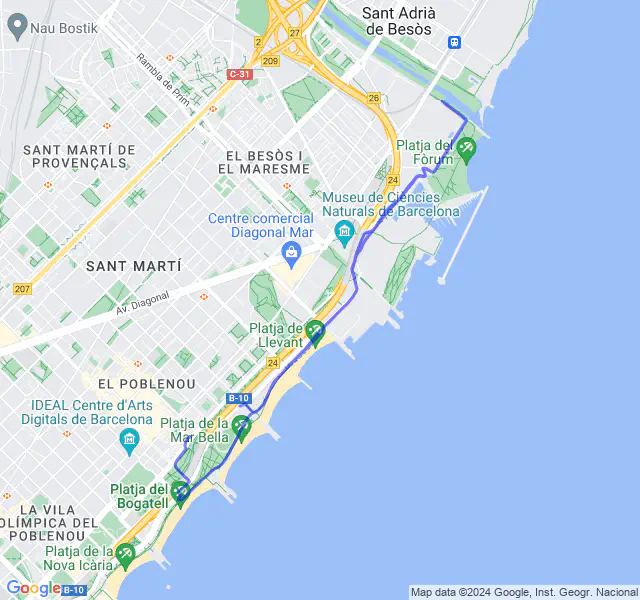 Nau Bostik
Sant Adrià
de Besòs
2
27
209
C-31
26
Rambla de Prim
SANT MARTÍ DE
PROVENÇALS
EL BESÒS I
EL MARESME
24
Platja del
Fòrum
Museu de Ciències
Naturals de Barcelona
Centre comercial
Diagonal Mar
SANT MARTÍ
207
Av. Diagonal
Platja de
Llevant
24
EL POBLENOU
B-10
IDEAL Centre d'Arts
Digitals de Barcelona
Platja de la
Mar Bella
Platja del
Bogatell
LA VILA
OLÍMPICA DEL
POBLENOU
Platja de la
Nova Icària
Google
B-10
Map data ©2024 Google, Inst. Geogr. Nacional